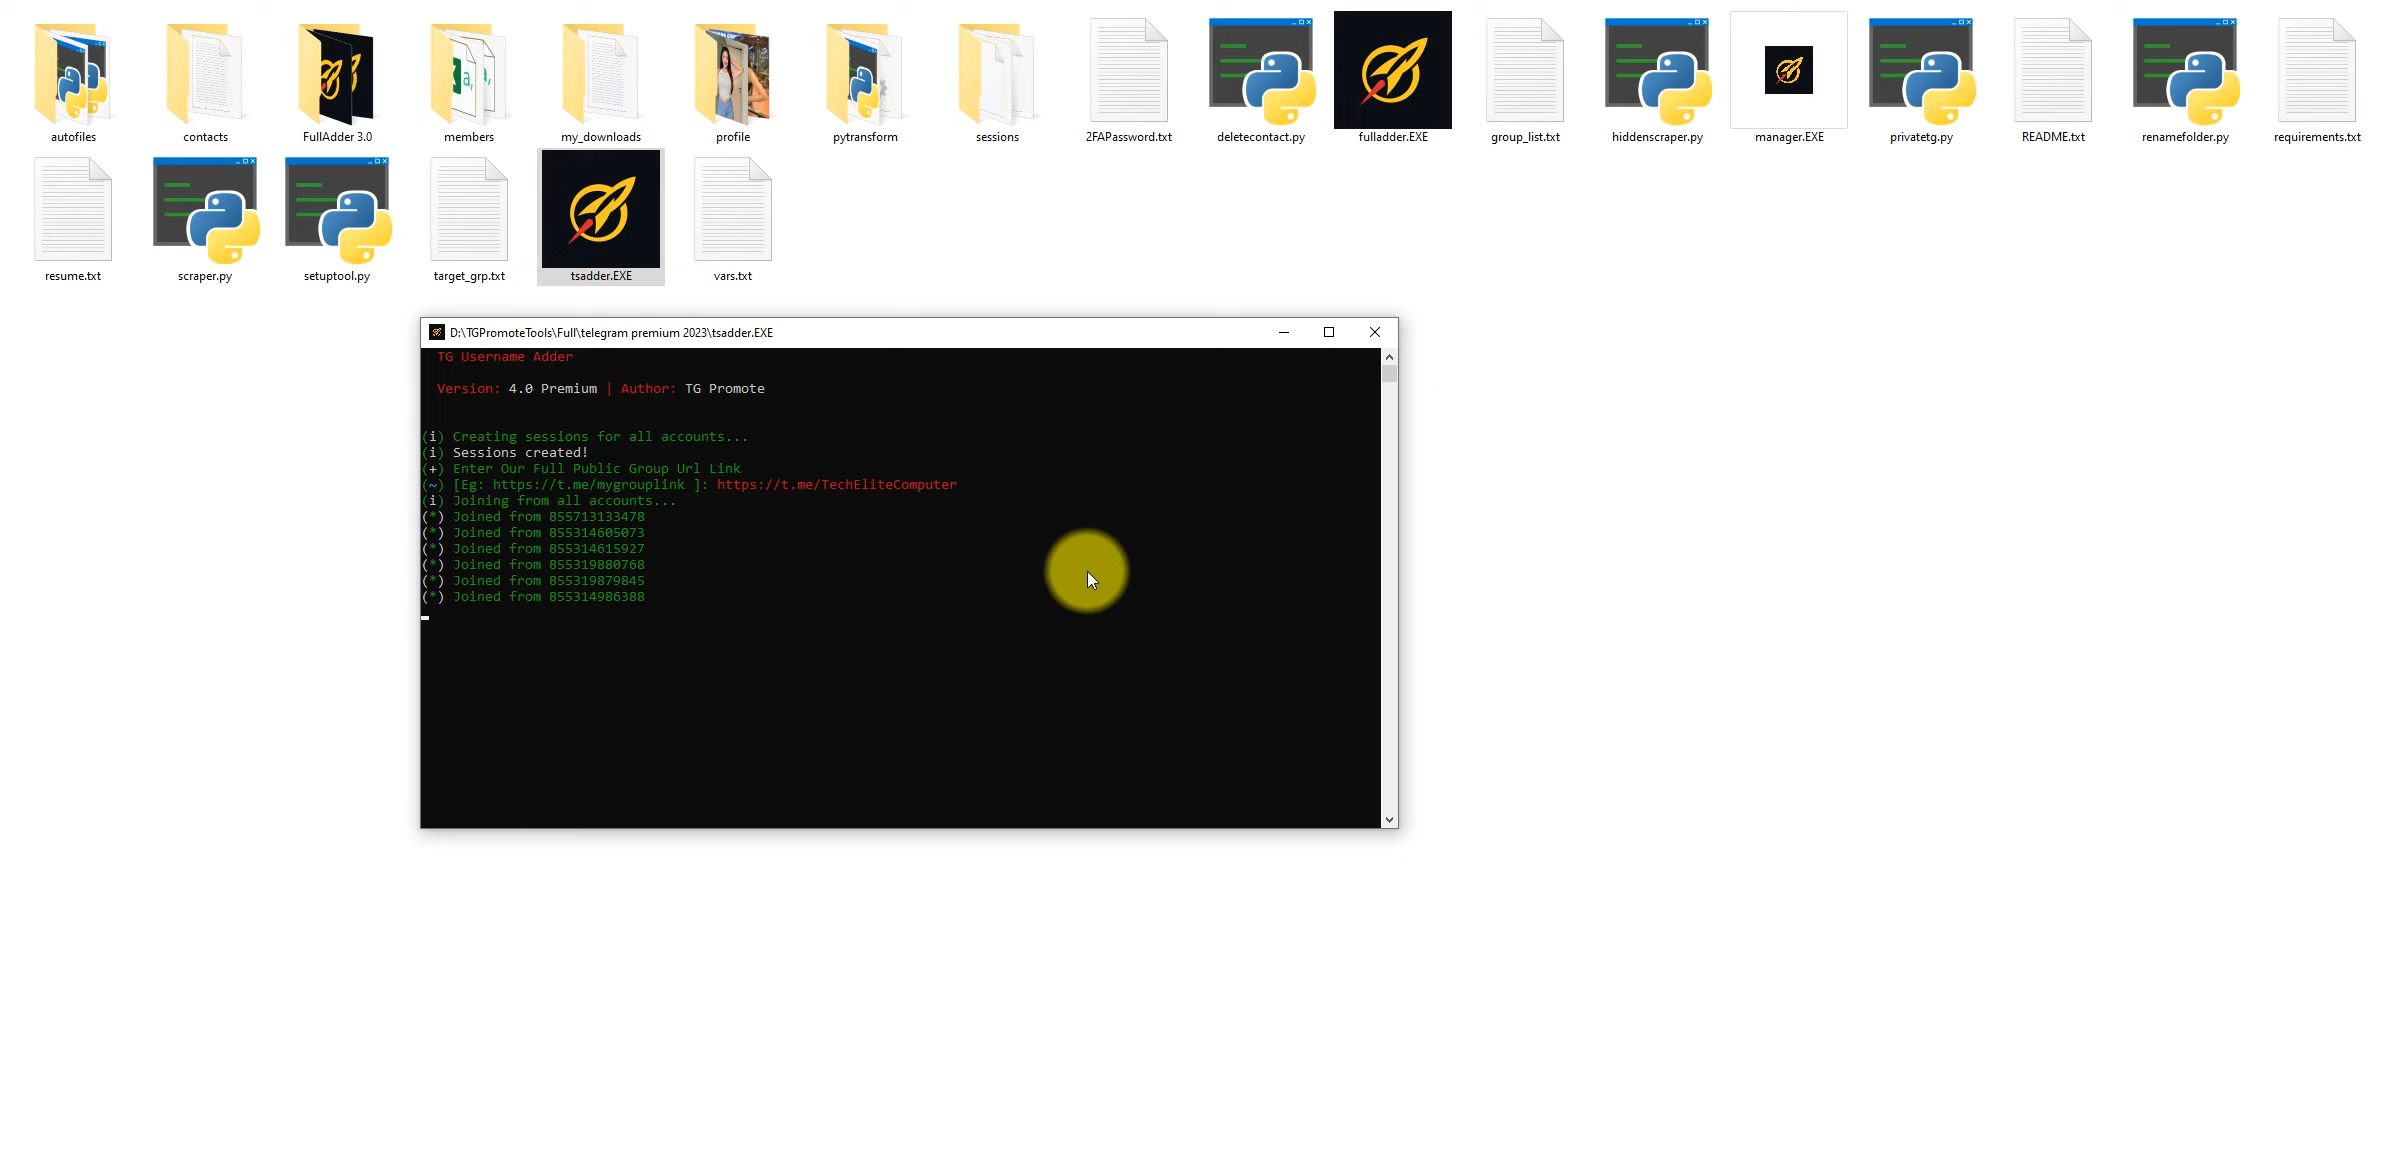 autofiles
contacts
FullAdder 3.0
members
my_downloads
profile
pytransform
sessions
2FAPassword.txt
deletecontact.py
fulladder.EXE
group_list.txt
hiddenscraper.py
manager.EXE
privatetg.py
README.txt
renamefolder.py
requirements.txt
resume.txt
scraper.py
setuptool.py
target_grp.txt
tsadder.EXE
vars.txt
D:\TGPromoteTools\Full\telegram premium 2023\tsadder.EXE
TG Username Adder
Version: 4.0 Premium | Author: TG Promote
(i) Creating sessions for all accounts...
(i) Sessions created!
(+) Enter Our Full Public Group Url Link
(~) [Eg: https://t.me/mygrouplink ]: https://t.me/TechEliteComputer
(i) Joining from all accounts...
(*) Joined from 855713133478
(*) Joined from 855314605073
(*) Joined from 855314615927
(*) Joined from 855319880768
(*) Joined from 855319879845
(*) Joined from 855314986388